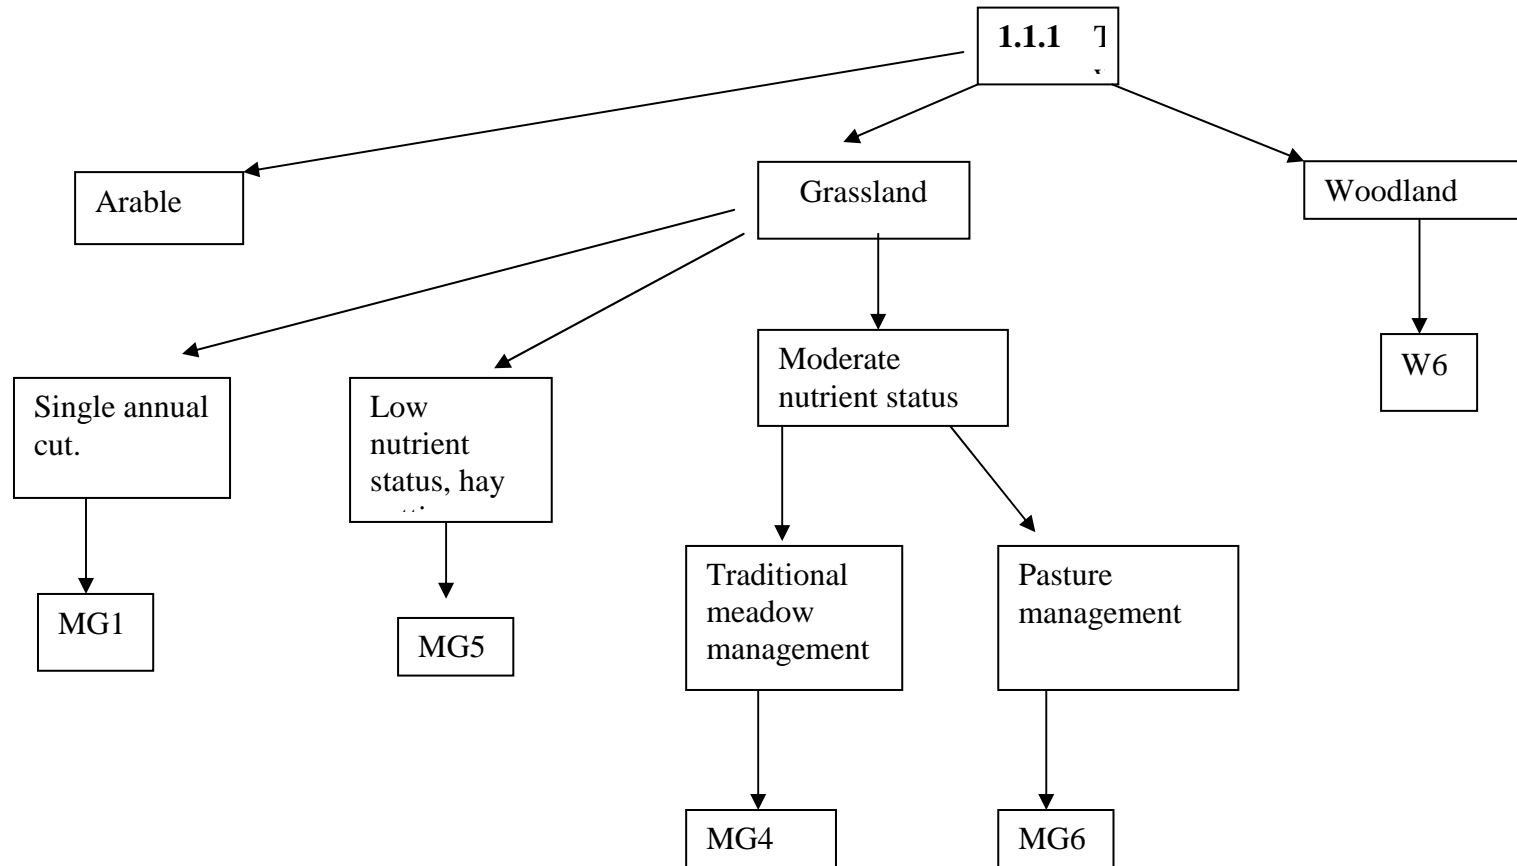 1.1.1 T
Arable
Grassland
Woodland
Moderate
nutrient status
W6
Single annual
cut.
Low
nutrient
status, hay
Traditional
meadow
management
Pasture
management
MG1
MG5
MG4
MG6